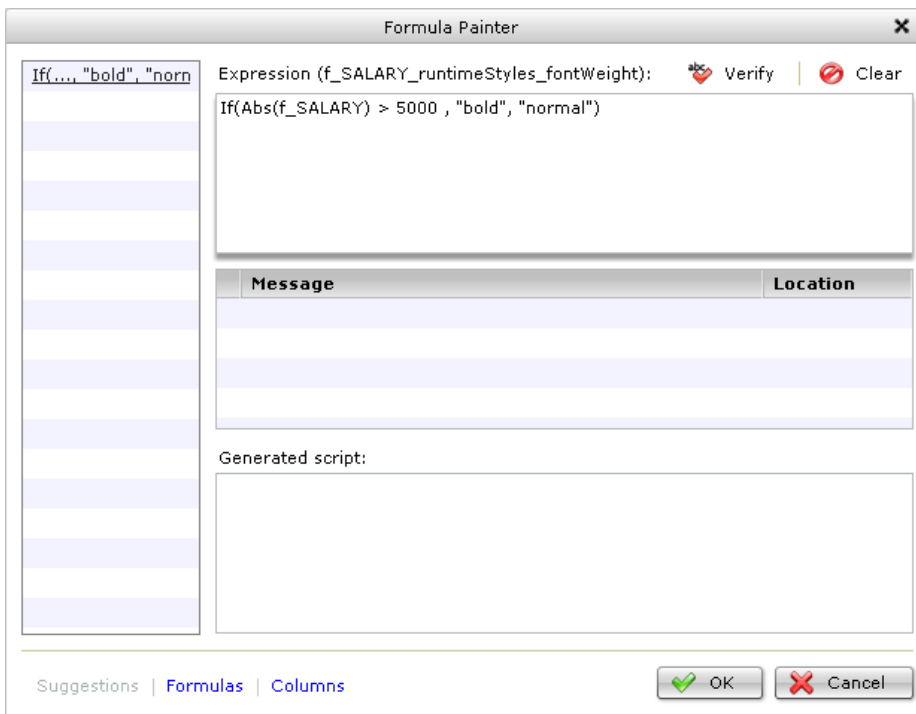 Formula Painter
If(..., "bold", "norn
Expression (f_SALARY_runtimeStyles_fontWeight):
Verify | Clear
If(Abs(f_SALARY) > 5000 , "bold", "normal")
Message Location
Generated script:
Suggestions | Formulas | Columns
OK Cancel